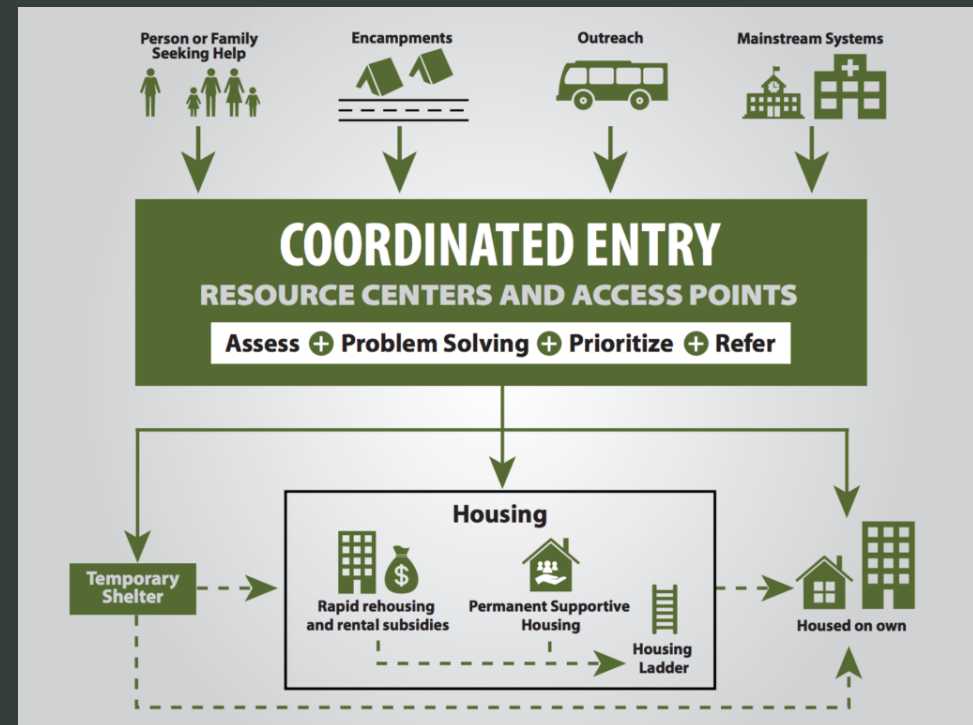 Person or Family
Seeking Help
Encampments
Outreach
Mainstream Systems
COORDINATED ENTRY
RESOURCE CENTERS AND ACCESS POINTS
Assess + Problem Solving + Prioritize + Refer
Housing
Temporary
Shelter
$
Rapid rehousing
and rental subsidies
Permanent Supportive
Housing
Housing
Ladder
Housed on own